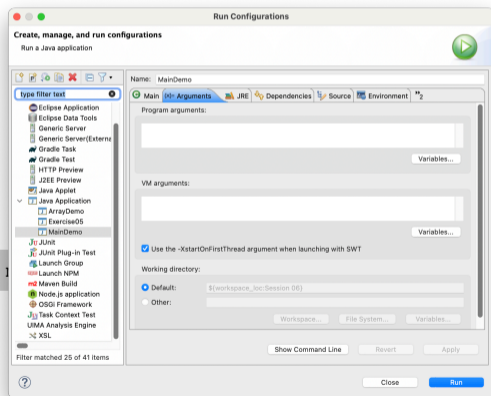 Run Configurations
Create, manage, and run configurations
Run a Java application
type filter text
Eclipse Application
Eclipse Data Tools
Generic Server
Generic Server(Externa
Gradle Task
Gradle Test
HTTP Preview
J2EE Preview
Java Applet
Java Application
ArrayDemo
Exercise05
MainDemo
JUnit
JUnit Plug-in Test
Launch Group
Launch NPM
Maven Build
Node.js application
OSGi Framework
Task Context Test
UIMA Analysis Engine
XSL
Filter matched 25 of 41 items
Name: MainDemo
Main (x)= Arguments JRE Dependencies Source Environment "2
Program arguments:
Variables...
VM arguments:
Variables...
Use the -XstartOnFirstThread argument when launching with SWT
Working directory:
Default: ${workspace_loc:Session 06}
Other:
Workspace... File System... Variables...
Show Command Line Revert Apply
? Close Run